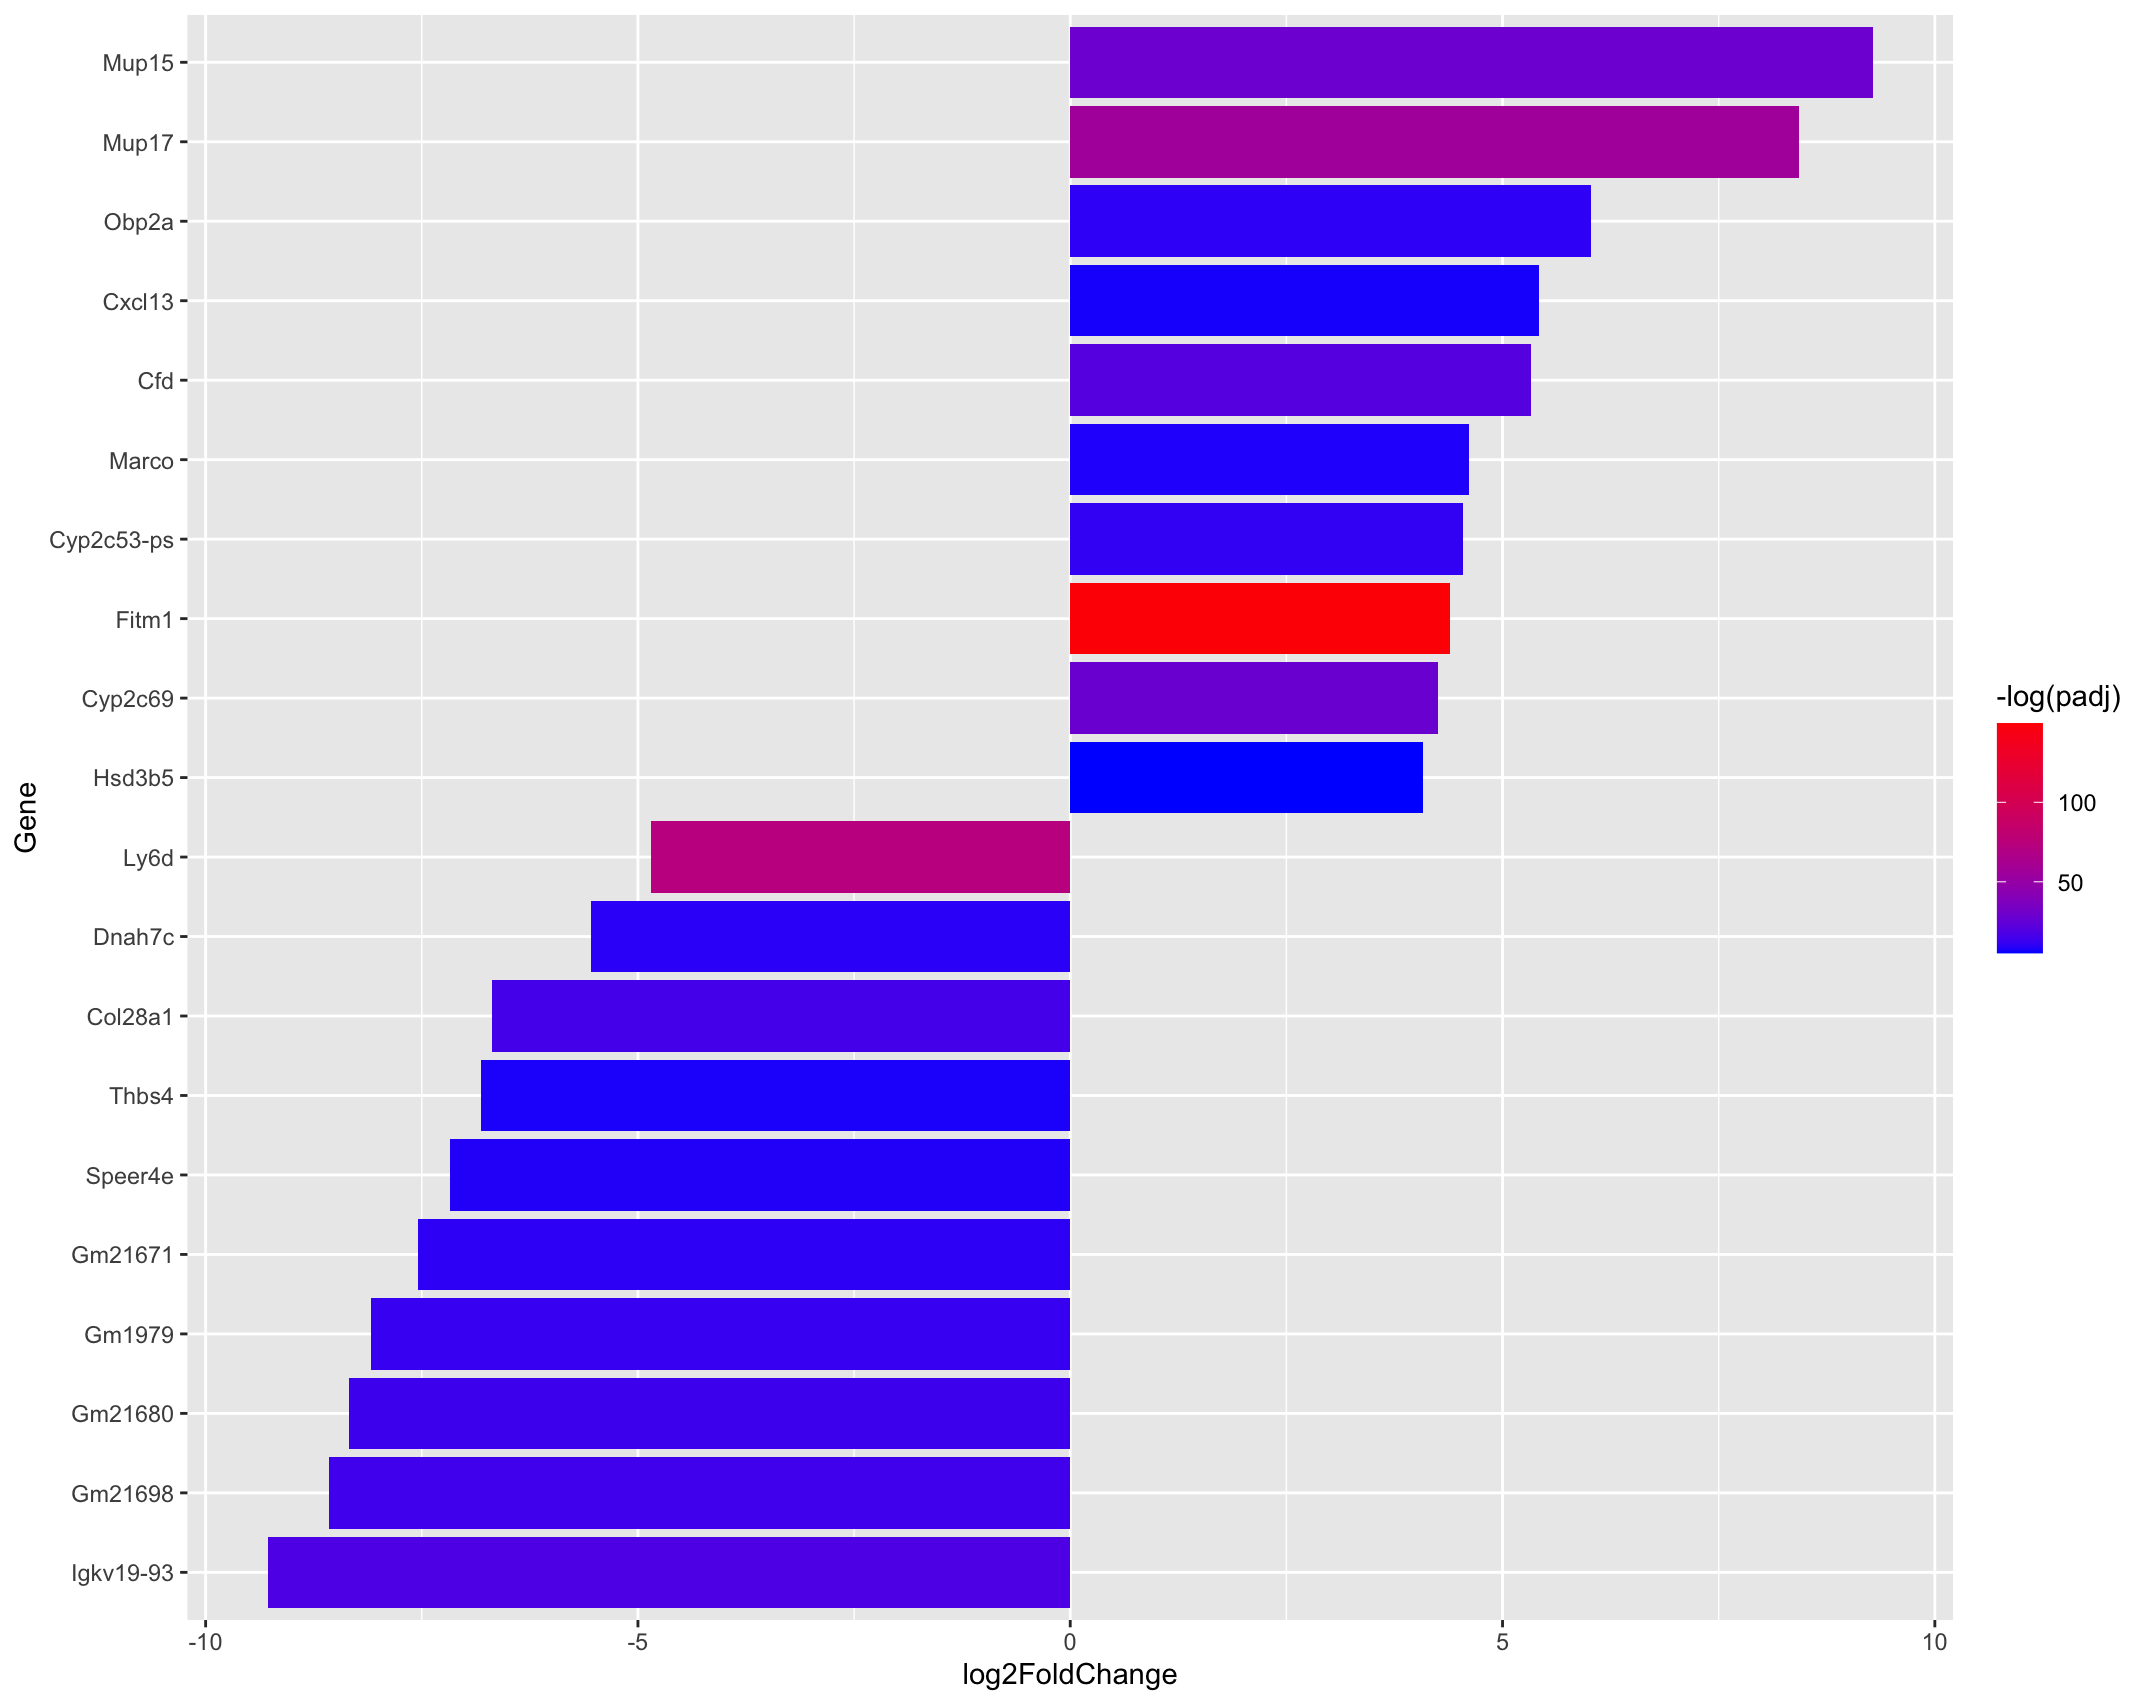 Mup15
Mup17
Obp2a
Cxcl13
Cfd
Marco
Cyp2c53-ps
Fitm1
Cyp2c69
Hsd3b5
Ly6d
Dnah7c
Col28a1
Thbs4
Speer4e
Gm21671
Gm1979
Gm21680
Gm21698
Igkv19-93
Gene
-10 -5 0 5 10
log2FoldChange
-log(padj)
100
50